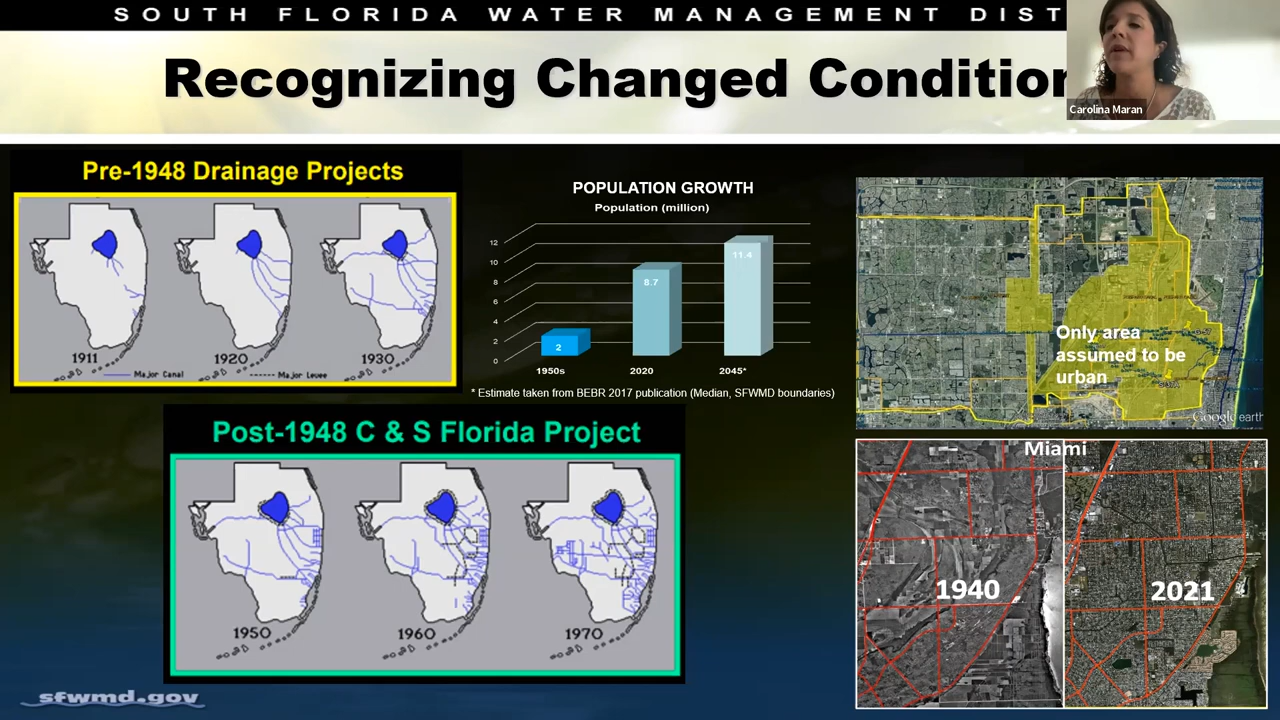 SOUTH FLORIDA WATER MANAGEMENT DIST
Recognizing Changed Condition
Carolina Maran
Pre-1948 Drainage Projects
1911
1920
1930
Major Canal
Major Levee
POPULATION GROWTH
Population (million)
12
10
8
6
4
2
0
2
8.7
11.4
1950s
2020
2045*
* Estimate taken from BEBR 2017 publication (Median, SFWMD boundaries)
Only area
assumed to be
urban
Google earth
Post-1948 C & S Florida Project
1950
1960
1970
Miami
1940
2021
sfwmd.gov